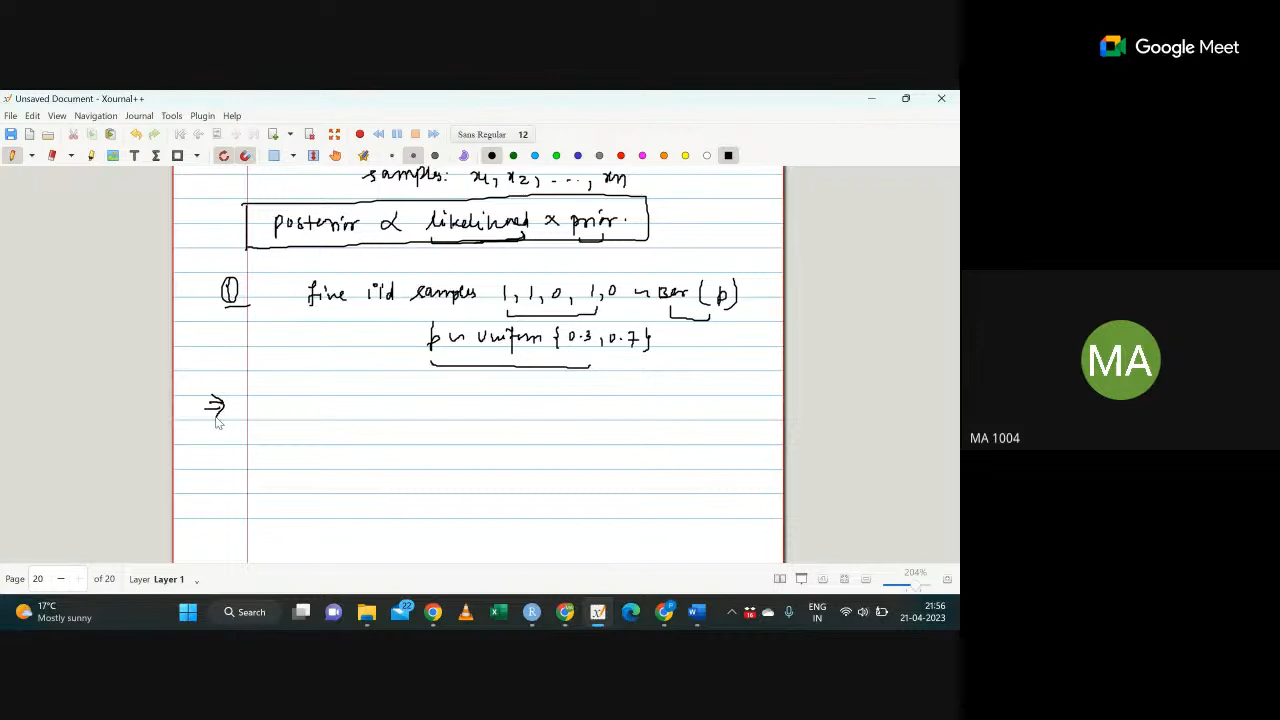 Google Meet
Unsaved Document - Xournal++
File Edit View Navigation Journal Tools Plugin Help
Sans Regular 12
samples: x1, x2, ...., xn
posterior ∝ likelihood × prior.
① five iid samples 1, 1, 0, 1, 0 ~ Ber (p)
p ~ Uniform {0.3, 0.7}
⇒
MA
MA 1004
Page 20 of 20 Layer Layer 1
204%
17°C
Mostly sunny
Search
22
16
ENG
IN
21:56
21-04-2023